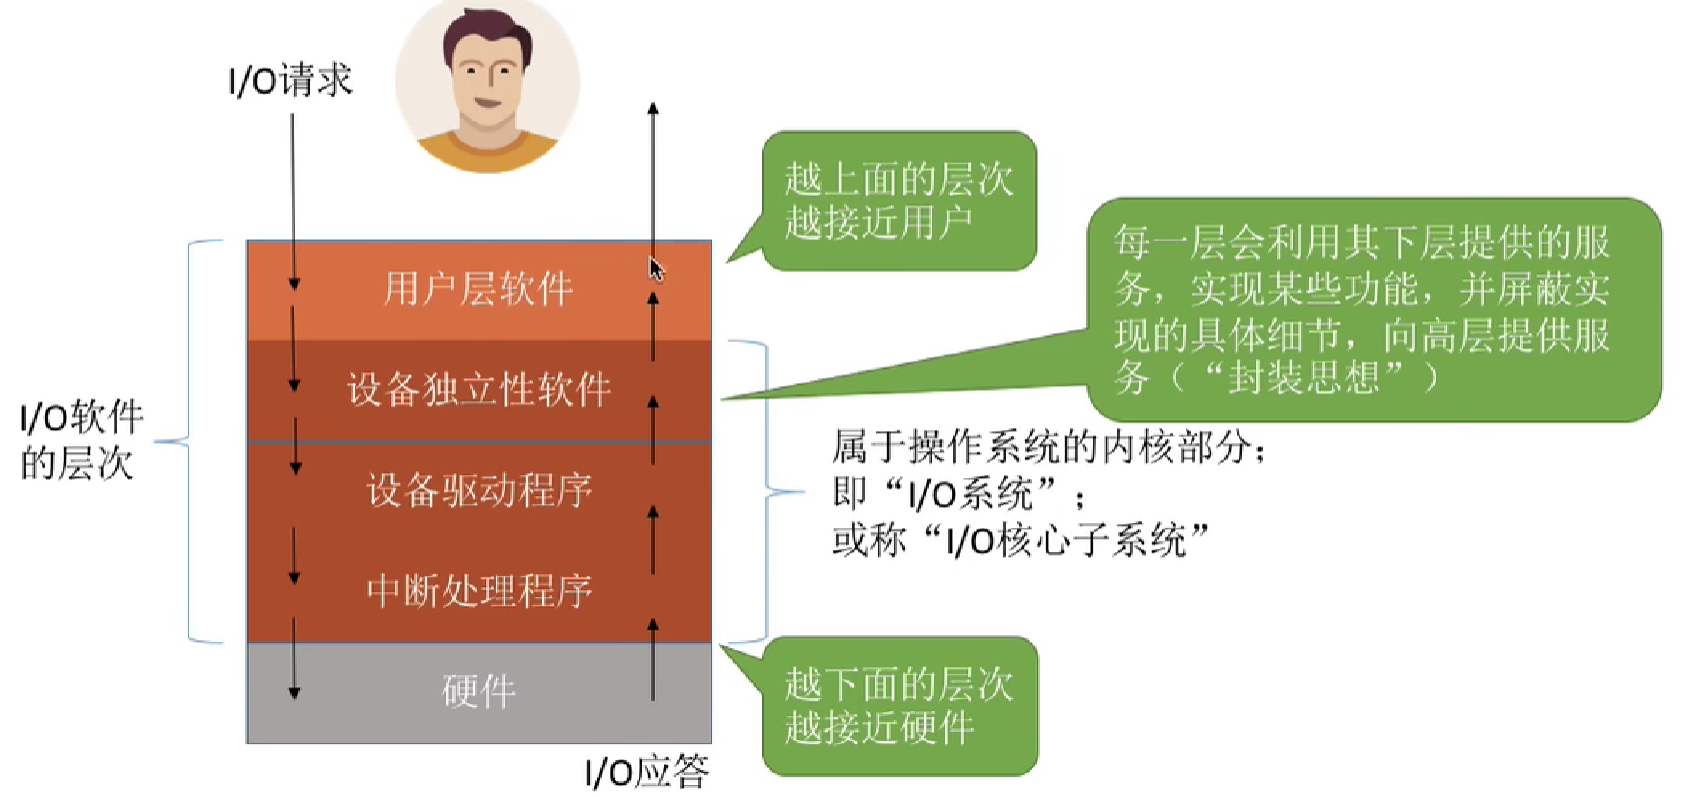 I/O请求
越上面的层次
越接近用户
每一层会利用其下层提供的服
务，实现某些功能，并屏蔽实
现的具体细节，向高层提供服
务（“封装思想”）
用户层软件
设备独立性软件
I/O软件
的层次
属于操作系统的内核部分；
即“I/O系统”；
或称“I/O核心子系统”
设备驱动程序
中断处理程序
硬件
越下面的层次
越接近硬件
I/O应答